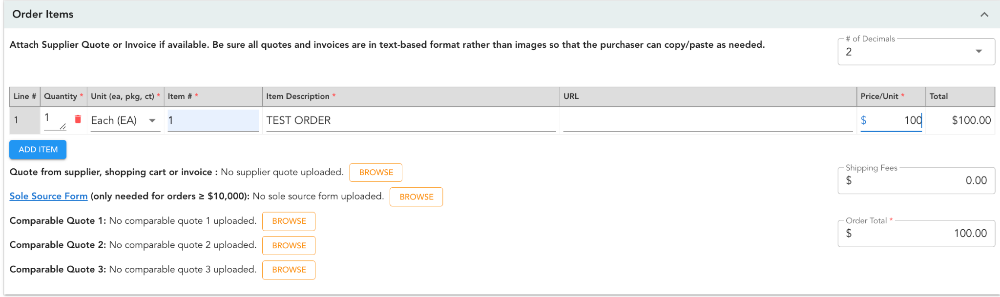 Order Items
Attach Supplier Quote or Invoice if available. Be sure all quotes and invoices are in text-based format rather than images so that the purchaser can copy/paste as needed.
# of Decimals
2
Line # Quantity * Unit (ea, pkg, ct) * Item # * Item Description * URL Price/Unit * Total
1 1 Each (EA) 1 TEST ORDER $ 100 $100.00
ADD ITEM
Quote from supplier, shopping cart or invoice : No supplier quote uploaded. BROWSE
Shipping Fees
$ 0.00
Sole Source Form (only needed for orders ≥ $10,000): No sole source form uploaded. BROWSE
Comparable Quote 1: No comparable quote 1 uploaded. BROWSE
Order Total *
$ 100.00
Comparable Quote 2: No comparable quote 2 uploaded. BROWSE
Comparable Quote 3: No comparable quote 3 uploaded. BROWSE